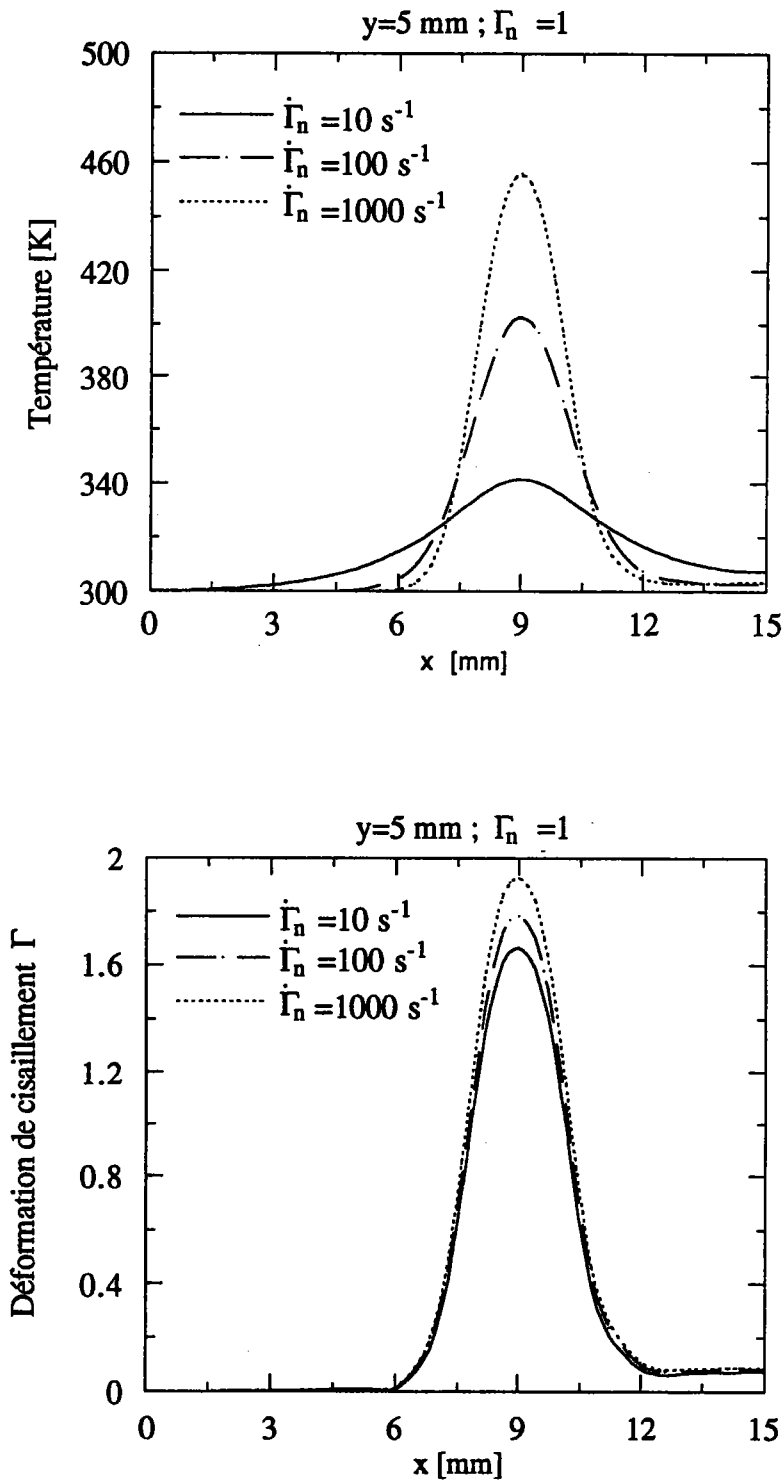 y=5 mm ; Γₙ =1
500
460
420
380
340
300
Température [K]
Γ̇ₙ =10 s⁻¹
Γ̇ₙ =100 s⁻¹
Γ̇ₙ =1000 s⁻¹
0 3 6 9 12 15
x [mm]
y=5 mm ; Γₙ =1
2
1.6
1.2
0.8
0.4
0
Déformation de cisaillement Γ
Γ̇ₙ =10 s⁻¹
Γ̇ₙ =100 s⁻¹
Γ̇ₙ =1000 s⁻¹
0 3 6 9 12 15
x [mm]